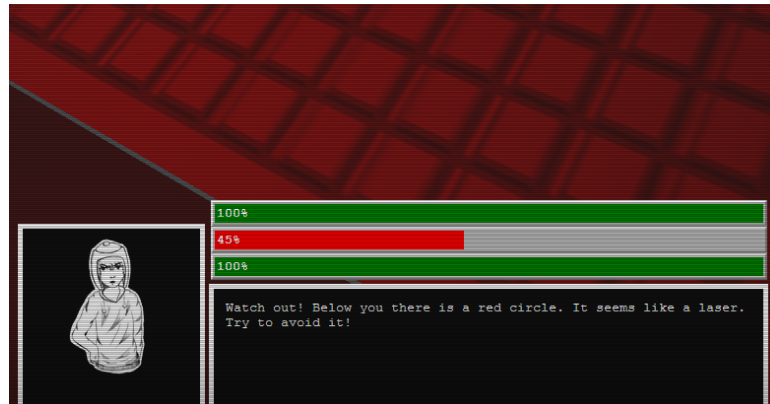 100%
45%
100%
Watch out! Below you there is a red circle. It seems like a laser.
Try to avoid it!